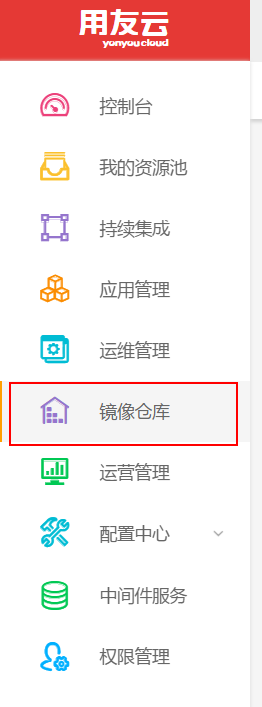 用友云
yonyou cloud
控制台
我的资源池
持续集成
应用管理
运维管理
镜像仓库
运营管理
配置中心
中间件服务
权限管理